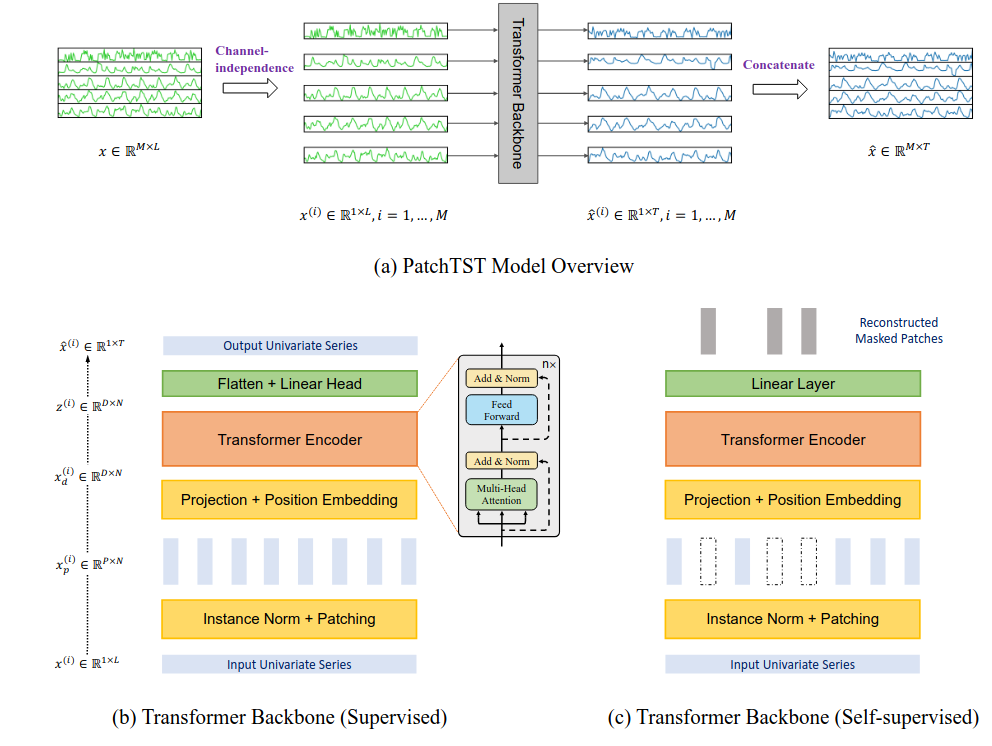 Channel-
independence
Transformer Backbone
Concatenate
x ∈ ℝ^{M×L}
x^{(i)} ∈ ℝ^{1×L}, i = 1, …, M
x̂^{(i)} ∈ ℝ^{1×T}, i = 1, …, M
x̂ ∈ ℝ^{M×T}
(a) PatchTST Model Overview
x̂^{(i)} ∈ ℝ^{1×T}
z^{(i)} ∈ ℝ^{D×N}
x_d^{(i)} ∈ ℝ^{D×N}
x_p^{(i)} ∈ ℝ^{P×N}
x^{(i)} ∈ ℝ^{1×L}
Output Univariate Series
Flatten + Linear Head
Transformer Encoder
Projection + Position Embedding
Instance Norm + Patching
Input Univariate Series
n×
Add & Norm
Feed
Forward
Add & Norm
Multi-Head
Attention
(b) Transformer Backbone (Supervised)
Reconstructed
Masked Patches
Linear Layer
Transformer Encoder
Projection + Position Embedding
Instance Norm + Patching
Input Univariate Series
(c) Transformer Backbone (Self-supervised)